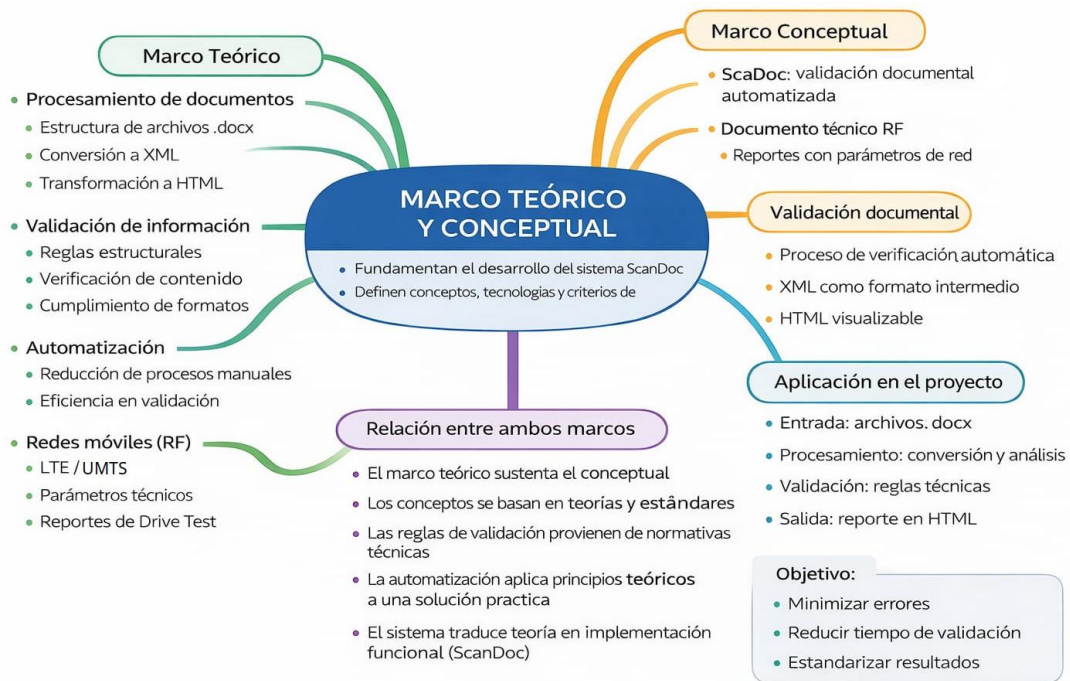 MARCO TEÓRICO
Y CONCEPTUAL
• Fundamentan el desarrollo del sistema ScanDoc
• Definen conceptos, tecnologias y criterios de
Marco Teórico
• Procesamiento de documentos
• Estructura de archivos .docx
• Conversión a XML
• Transformación a HTML
• Validación de información
• Reglas estructurales
• Verificación de contenido
• Cumplimiento de formatos
• Automatización
• Reducción de procesos manuales
• Eficiencia en validación
• Redes móviles (RF)
• LTE / UMTS
• Parámetros técnicos
• Reportes de Drive Test
Marco Conceptual
• ScaDoc: validación documental
automatizada
• Documento técnico RF
• Reportes con parámetros de red
Validación documental
• Proceso de verificación automática
• XML como formato intermedio
• HTML visualizable
Aplicación en el proyecto
• Entrada: archivos. docx
• Procesamiento: conversión y análisis
• Validación: reglas técnicas
• Salida: reporte en HTML
Relación entre ambos marcos
• El marco teórico sustenta el conceptual
• Los conceptos se basan en teorías y estândares
• Las reglas de validación provienen de normativas
técnicas
• La automatización aplica principios teóricos
a una solución practica
• El sistema traduce teoría en implementación
funcional (ScanDoc)
Objetivo:
• Minimizar errores
• Reducir tiempo de validación
• Estandarizar resultados